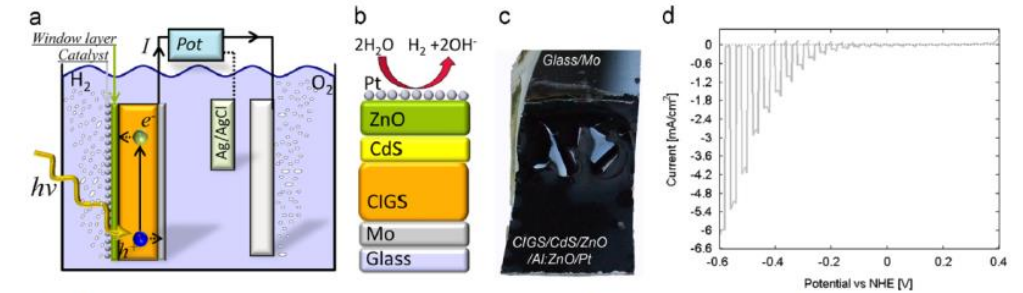 a
Window layer
Catalyst
I
Pot
H2
O2
e-
Ag/AgCl
hν
h+
b
2H2O H2 +2OH-
Pt
ZnO
CdS
CIGS
Mo
Glass
c
Glass/Mo
CIGS/CdS/ZnO
/Al:ZnO/Pt
d
Current [mA/cm2]
0
-0.6
-1.2
-1.8
-2.4
-3
-3.6
-4.2
-4.8
-5.4
-6
-6.6
-0.6 -0.4 -0.2 0 0.2 0.4
Potential vs NHE [V]